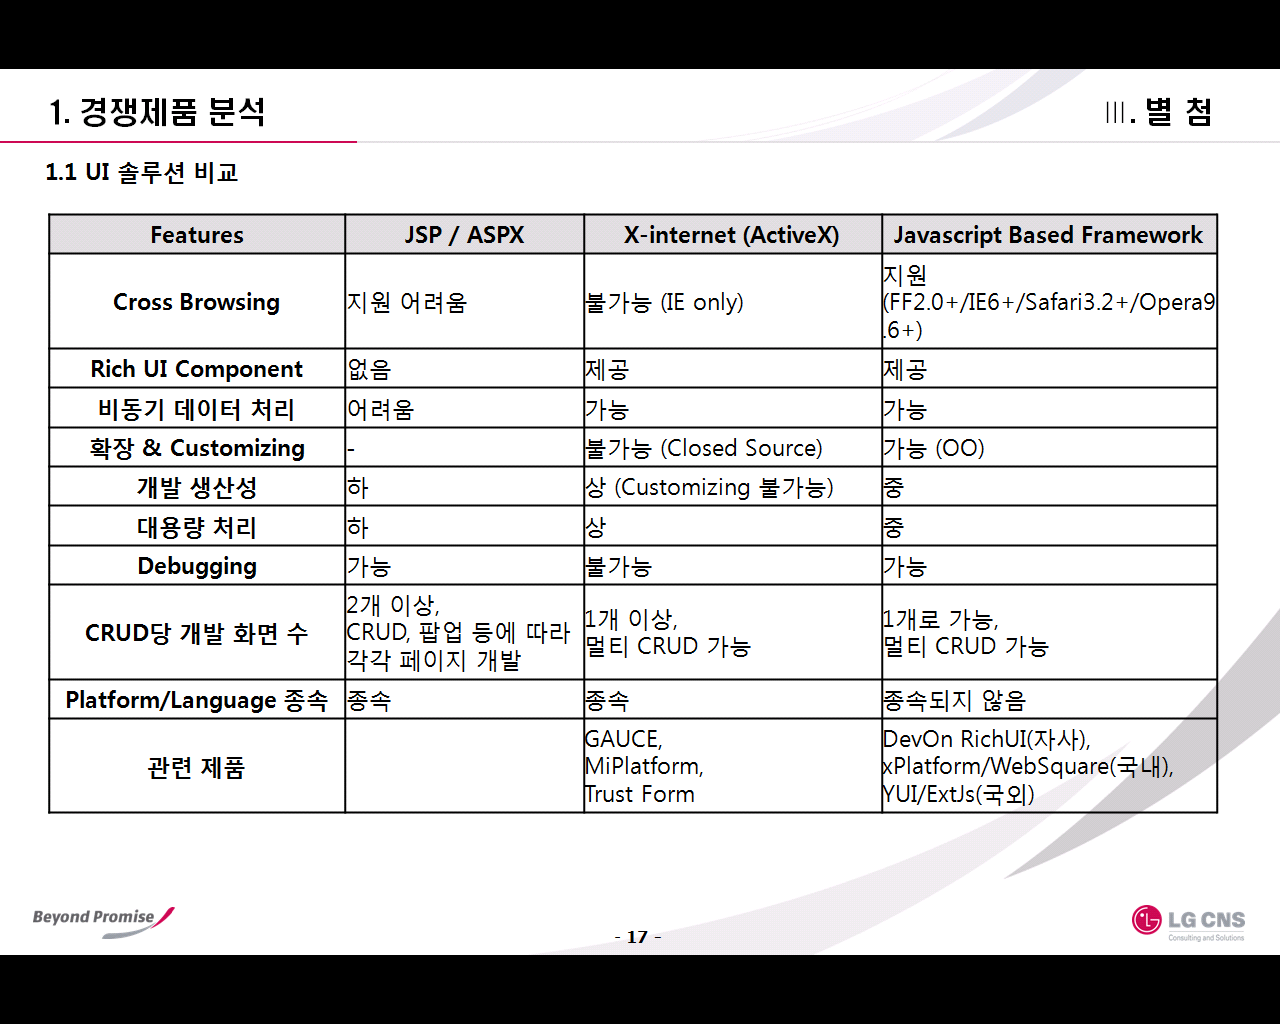 1. 경쟁제품 분석
Ⅲ. 별 첨
1.1 UI 솔루션 비교
Features
JSP / ASPX
X-internet (ActiveX)
Javascript Based Framework
Cross Browsing
지원 어려움
불가능 (IE only)
지원
(FF2.0+/IE6+/Safari3.2+/Opera9
.6+)
Rich UI Component
없음
제공
제공
비동기 데이터 처리
어려움
가능
가능
확장 & Customizing
-
불가능 (Closed Source)
가능 (OO)
개발 생산성
하
상 (Customizing 불가능)
중
대용량 처리
하
상
중
Debugging
가능
불가능
가능
CRUD당 개발 화면 수
2개 이상,
CRUD, 팝업 등에 따라
각각 페이지 개발
1개 이상,
멀티 CRUD 가능
1개로 가능,
멀티 CRUD 가능
Platform/Language 종속
종속
종속
종속되지 않음
관련 제품
GAUCE,
MiPlatform,
Trust Form
DevOn RichUI(자사),
xPlatform/WebSquare(국내),
YUI/ExtJs(국외)
Beyond Promise
- 17 -
LG CNS
Consulting and Solutions